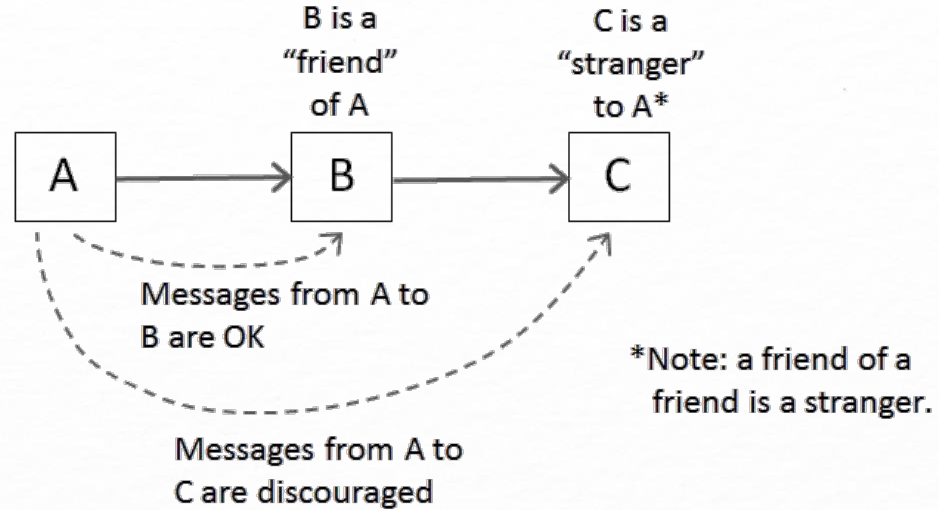 B is a
“friend”
of A
C is a
“stranger”
to A*
A
B
C
Messages from A to
B are OK
*Note: a friend of a
friend is a stranger.
Messages from A to
C are discouraged